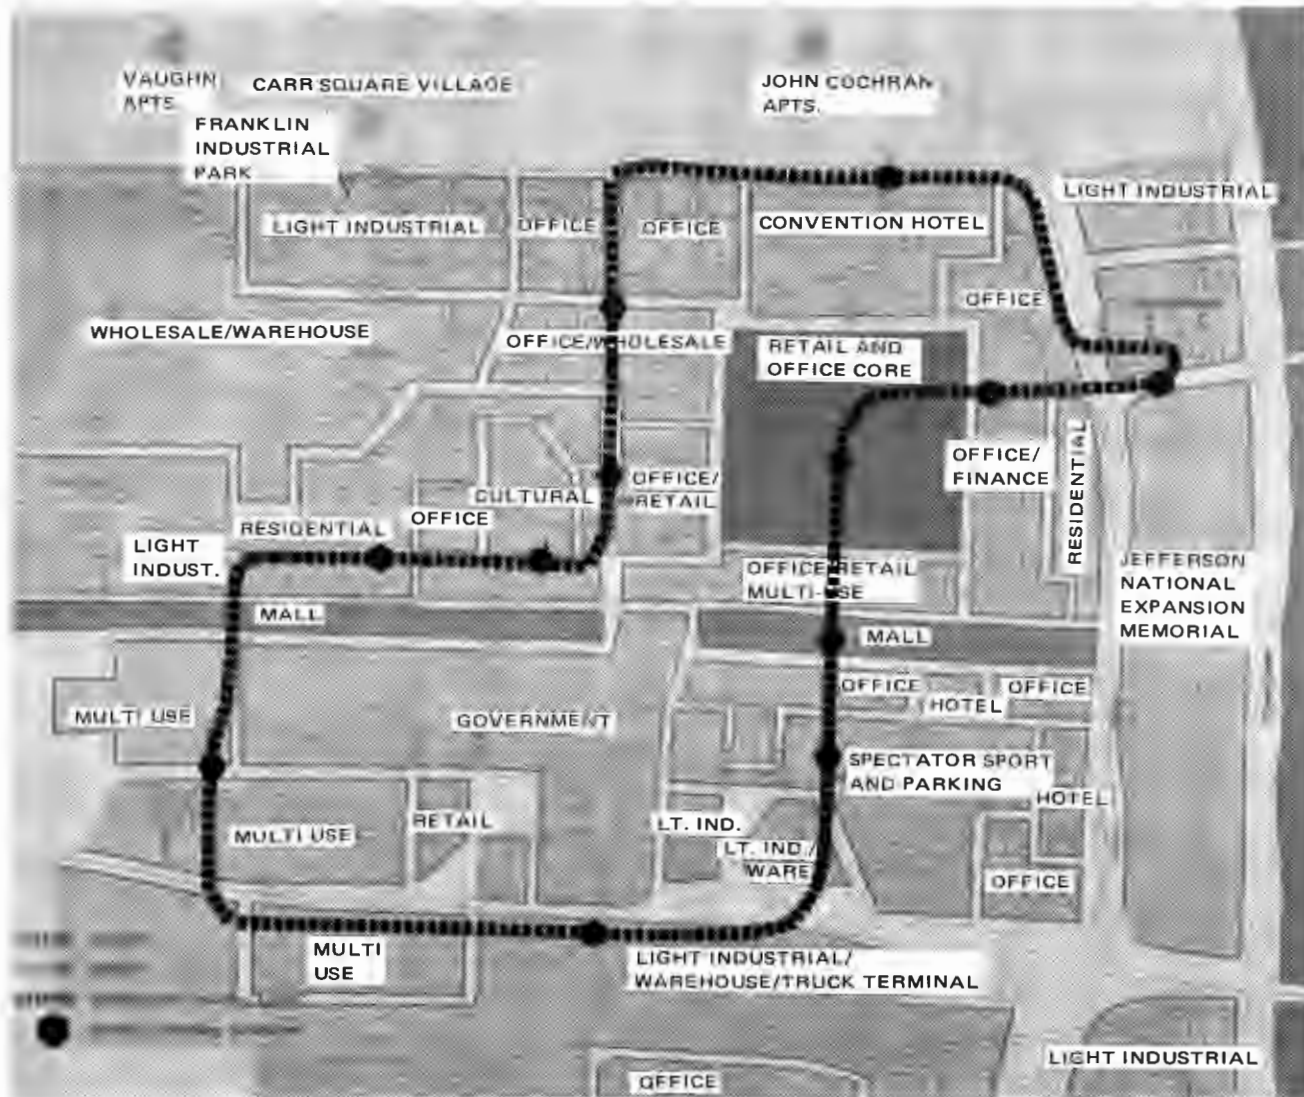 VAUGHN
APTS.
CARR SQUARE VILLAGE
JOHN COCHRAN
APTS.
FRANKLIN
INDUSTRIAL
PARK
LIGHT INDUSTRIAL
LIGHT INDUSTRIAL
OFFICE
OFFICE
CONVENTION HOTEL
OFFICE
WHOLESALE/WAREHOUSE
OFFICE/WHOLESALE
RETAIL AND
OFFICE CORE
OFFICE/
FINANCE
RESIDENTIAL
OFFICE/
RETAIL
CULTURAL
OFFICE
RESIDENTIAL
LIGHT
INDUST.
OFFICE/RETAIL
MULTI-USE
JEFFERSON
NATIONAL
EXPANSION
MEMORIAL
MALL
MALL
OFFICE
OFFICE
HOTEL
MULTI USE
GOVERNMENT
SPECTATOR SPORT
AND PARKING
HOTEL
MULTI USE
RETAIL
LT. IND.
LT. IND./
WARE
OFFICE
MULTI
USE
LIGHT INDUSTRIAL/
WAREHOUSE/TRUCK TERMINAL
LIGHT INDUSTRIAL
OFFICE